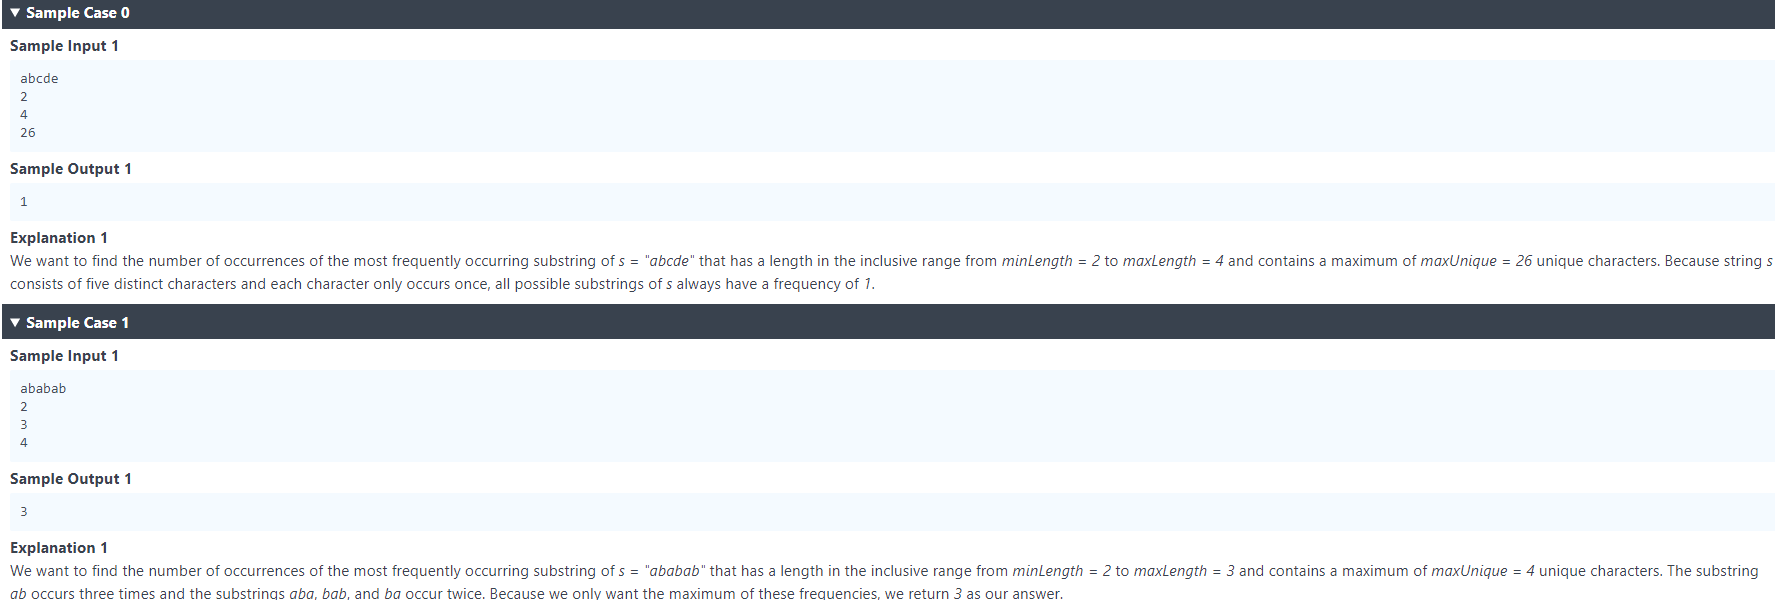 ▼ Sample Case 0
Sample Input 1
abcde
2
4
26
Sample Output 1
1
Explanation 1
We want to find the number of occurrences of the most frequently occurring substring of s = "abcde" that has a length in the inclusive range from minLength = 2 to maxLength = 4 and contains a maximum of maxUnique = 26 unique characters. Because string s
consists of five distinct characters and each character only occurs once, all possible substrings of s always have a frequency of 1.
▼ Sample Case 1
Sample Input 1
ababab
2
3
4
Sample Output 1
3
Explanation 1
We want to find the number of occurrences of the most frequently occurring substring of s = "ababab" that has a length in the inclusive range from minLength = 2 to maxLength = 3 and contains a maximum of maxUnique = 4 unique characters. The substring
ab occurs three times and the substrings aba, bab, and ba occur twice. Because we only want the maximum of these frequencies, we return 3 as our answer.